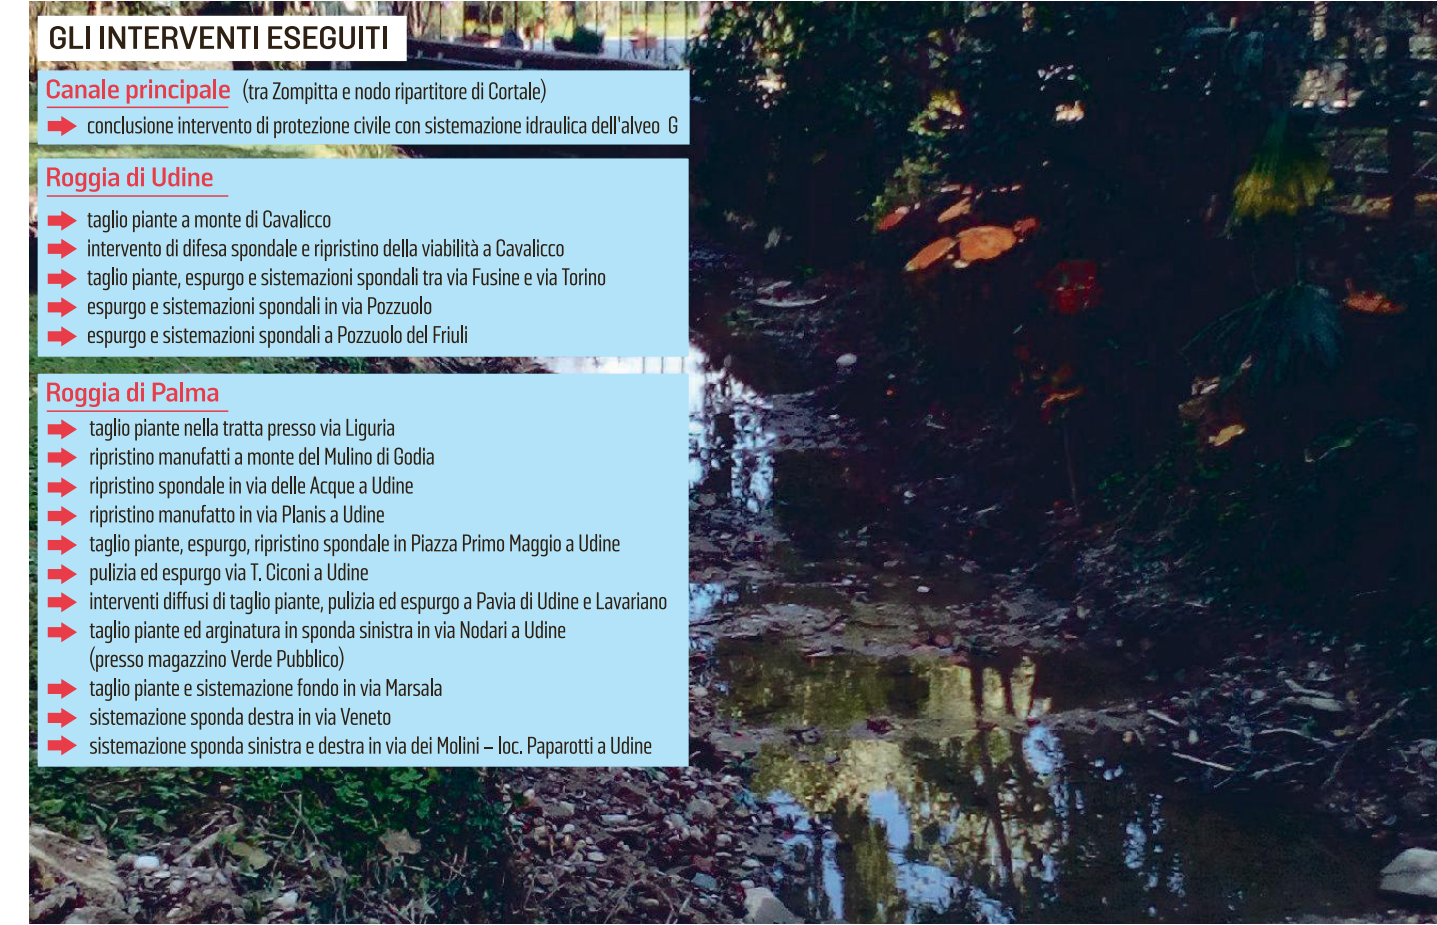 GLI INTERVENTI ESEGUITI
Canale principale (tra Zompitta e nodo ripartitore di Cortale)
conclusione intervento di protezione civile con sistemazione idraulica dell'alveo G
Roggia di Udine
taglio piante a monte di Cavalicco
intervento di difesa spondale e ripristino della viabilità a Cavalicco
taglio piante, espurgo e sistemazioni spondali tra via Fusine e via Torino
espurgo e sistemazioni spondali in via Pozzuolo
espurgo e sistemazioni spondali a Pozzuolo del Friuli
Roggia di Palma
taglio piante nella tratta presso via Liguria
ripristino manufatti a monte del Mulino di Godia
ripristino spondale in via delle Acque a Udine
ripristino manufatto in via Planis a Udine
taglio piante, espurgo, ripristino spondale in Piazza Primo Maggio a Udine
pulizia ed espurgo via T. Ciconi a Udine
interventi diffusi di taglio piante, pulizia ed espurgo a Pavia di Udine e Lavariano
taglio piante ed arginatura in sponda sinistra in via Nodari a Udine
(presso magazzino Verde Pubblico)
taglio piante e sistemazione fondo in via Marsala
sistemazione sponda destra in via Veneto
sistemazione sponda sinistra e destra in via dei Molini – loc. Paparotti a Udine